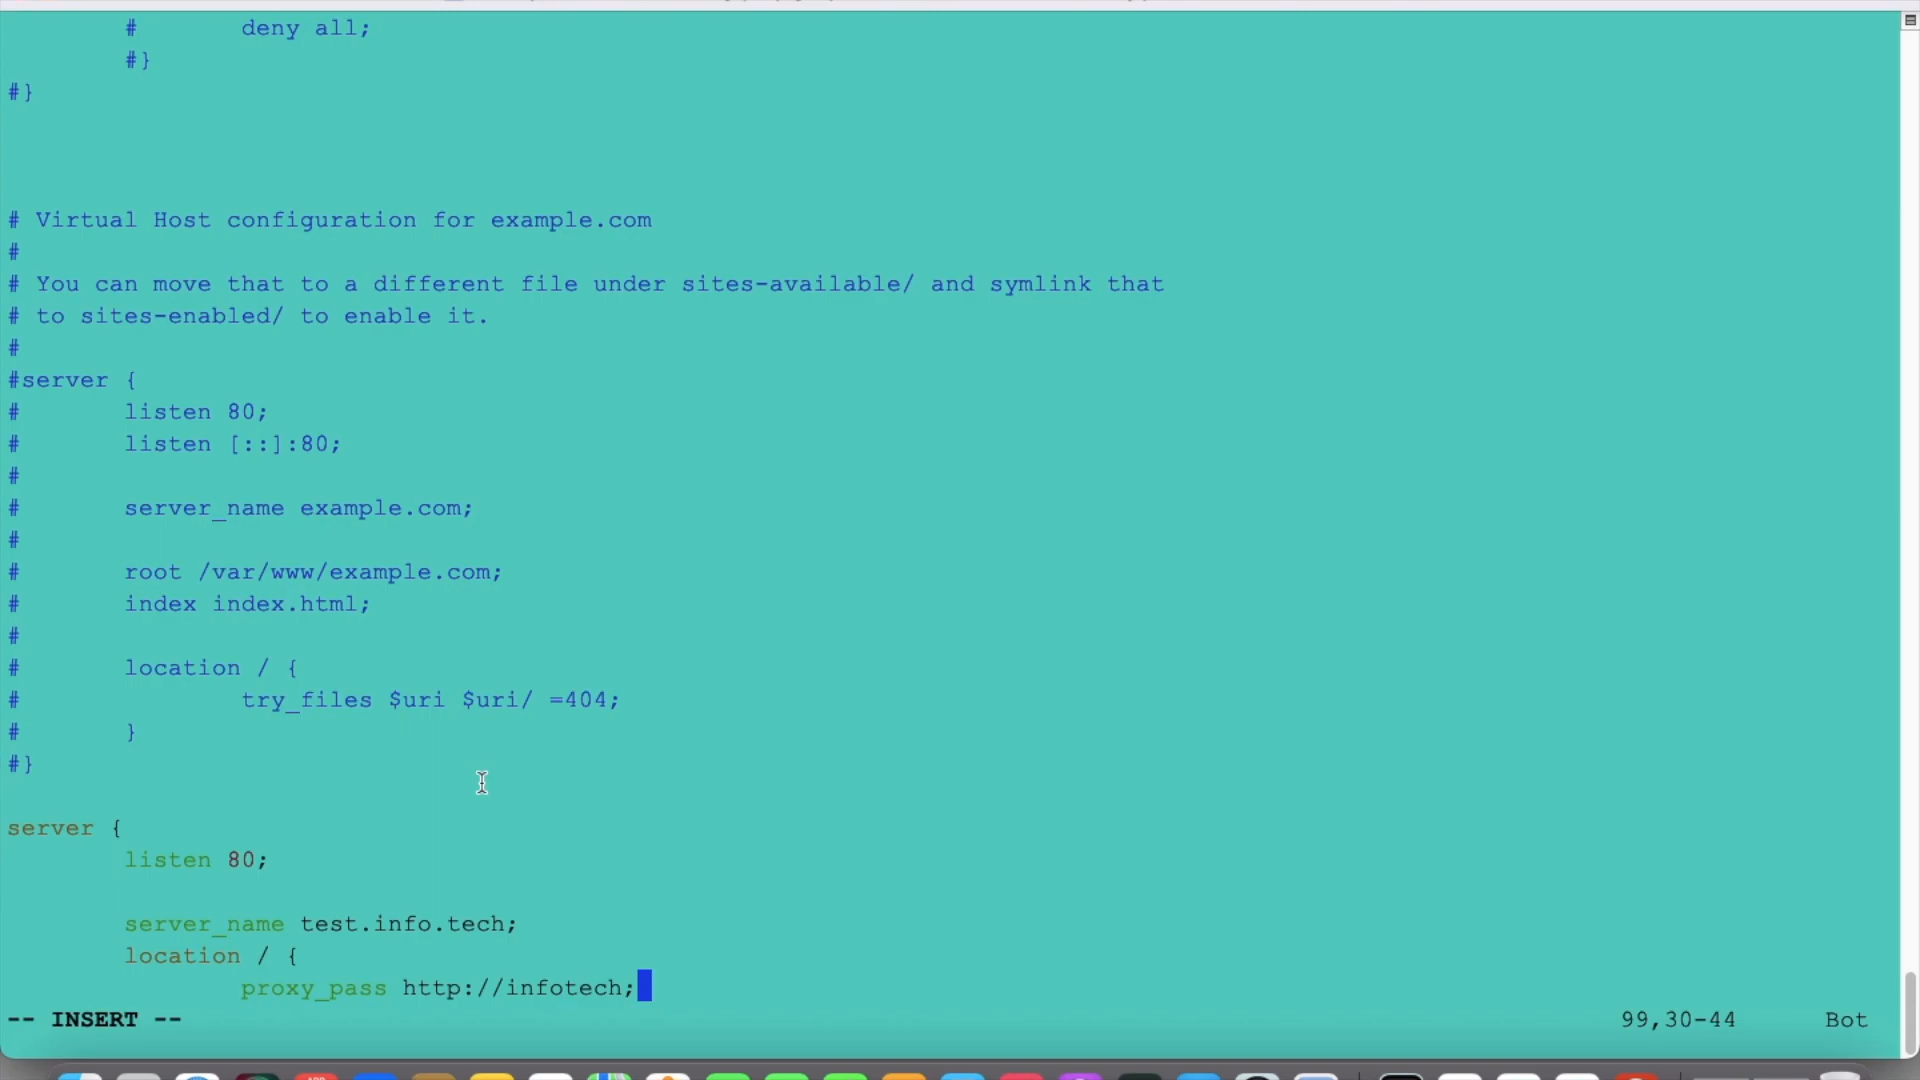 #       deny all;
#}
#}
# Virtual Host configuration for example.com
#
# You can move that to a different file under sites-available/ and symlink that
# to sites-enabled/ to enable it.
#
#server {
#       listen 80;
#       listen [::]:80;
#
#       server_name example.com;
#
#       root /var/www/example.com;
#       index index.html;
#
#       location / {
#               try_files $uri $uri/ =404;
#       }
#}
server {
listen 80;
server_name test.info.tech;
location / {
proxy_pass http://infotech;
-- INSERT --                    99,30-44    Bot